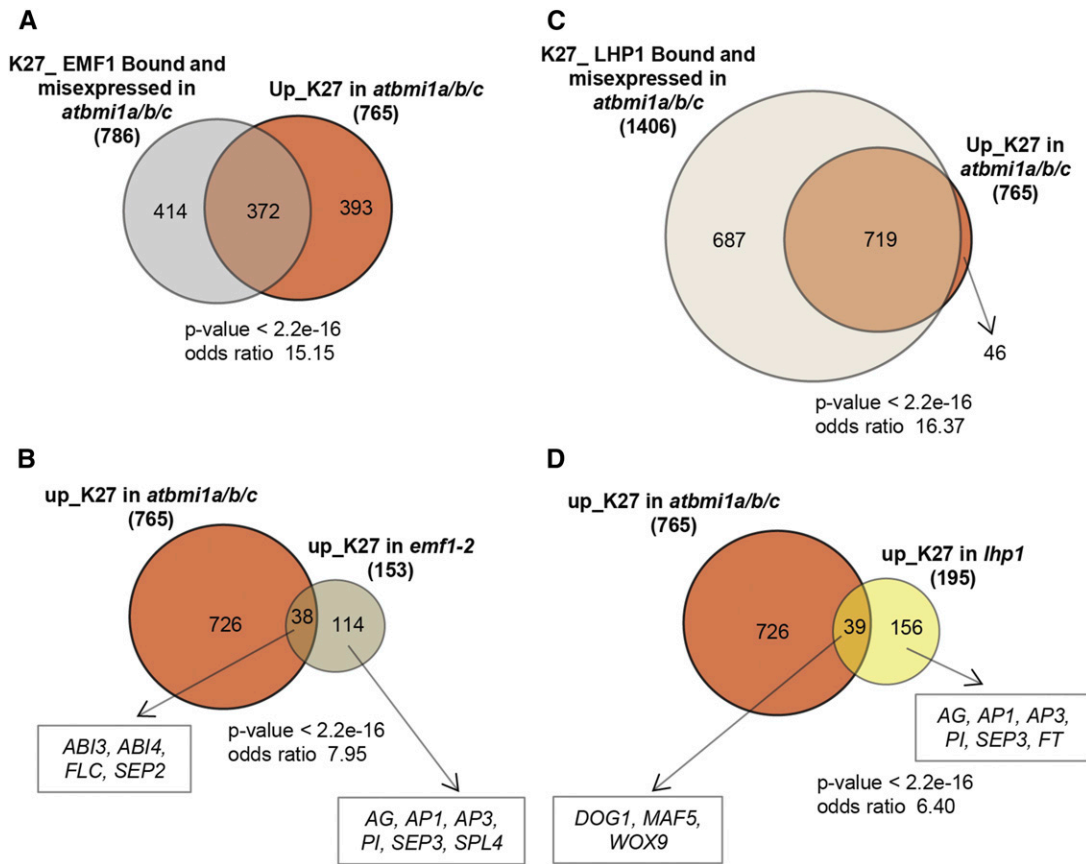 A
K27_ EMF1 Bound and
misexpressed in
atbmi1a/b/c
(786)
Up_K27 in atbmi1a/b/c
(765)
414
372
393
p-value < 2.2e-16
odds ratio 15.15
C
K27_ LHP1 Bound and
misexpressed in
atbmi1a/b/c
(1406)
Up_K27 in
atbmi1a/b/c
(765)
687
719
46
p-value < 2.2e-16
odds ratio 16.37
B
up_K27 in atbmi1a/b/c
(765)
up_K27 in emf1-2
(153)
726
38
114
p-value < 2.2e-16
odds ratio 7.95
ABI3, ABI4,
FLC, SEP2
AG, AP1, AP3,
PI, SEP3, SPL4
D
up_K27 in atbmi1a/b/c
(765)
up_K27 in lhp1
(195)
726
39
156
AG, AP1, AP3,
PI, SEP3, FT
p-value < 2.2e-16
odds ratio 6.40
DOG1, MAF5,
WOX9